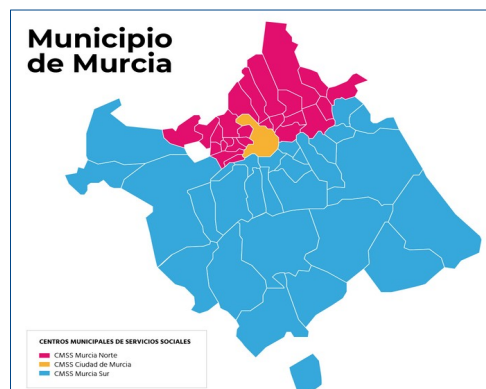 Municipio
de Murcia
CENTROS MUNICIPALES DE SERVICIOS SOCIALES
CMSS Murcia Norte
CMSS Ciudad de Murcia
CMSS Murcia Sur